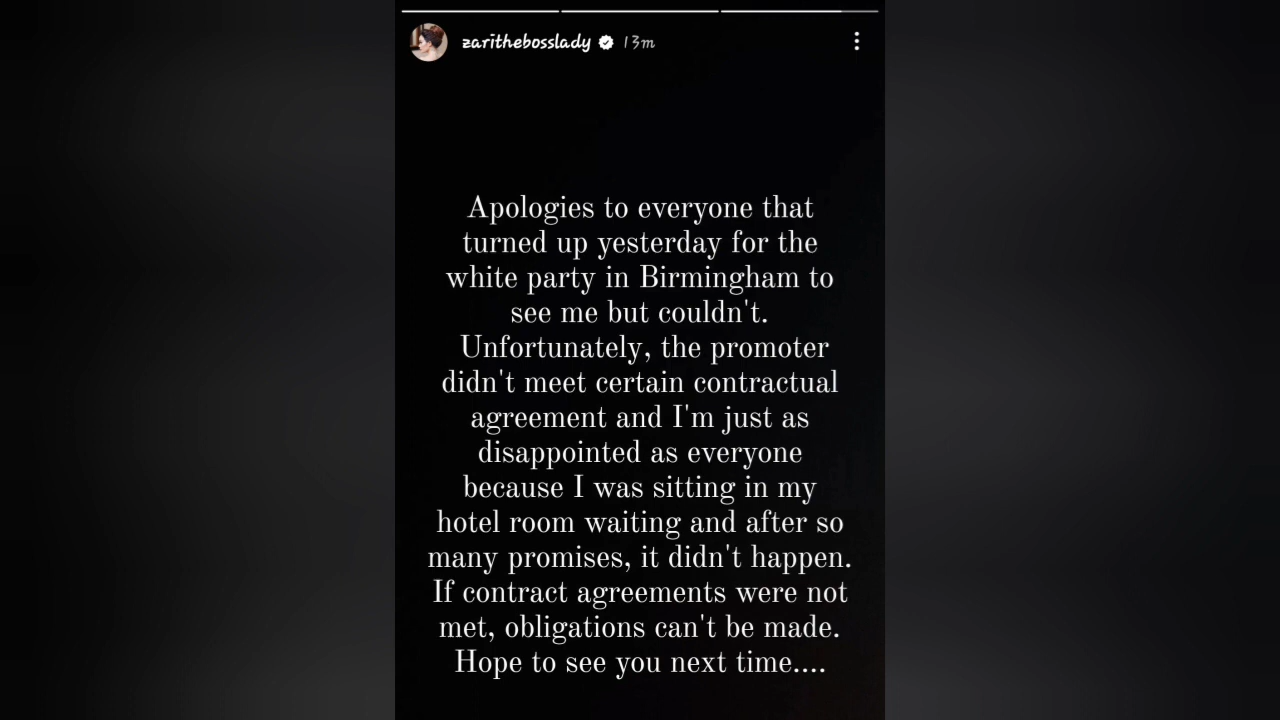 zarithebosslady 13m
Apologies to everyone that
turned up yesterday for the
white party in Birmingham to
see me but couldn't.
Unfortunately, the promoter
didn't meet certain contractual
agreement and I'm just as
disappointed as everyone
because I was sitting in my
hotel room waiting and after so
many promises, it didn't happen.
If contract agreements were not
met, obligations can't be made.
Hope to see you next time....